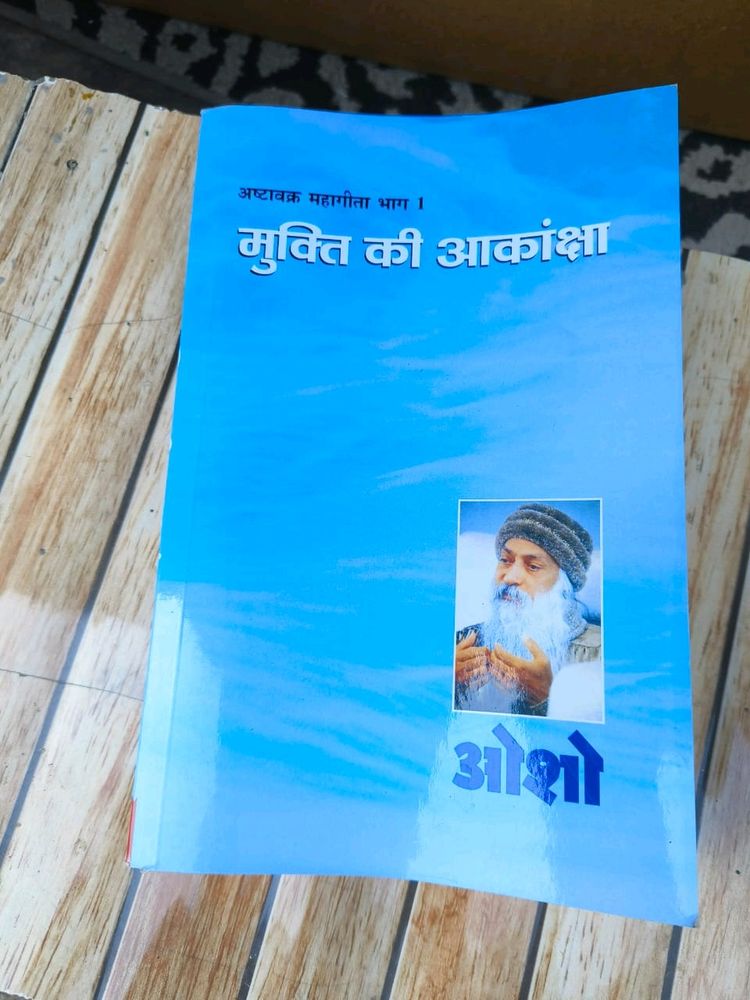 अष्टावक्र महागीता भाग 1
मुक्ति की आकांक्षा
ओशो